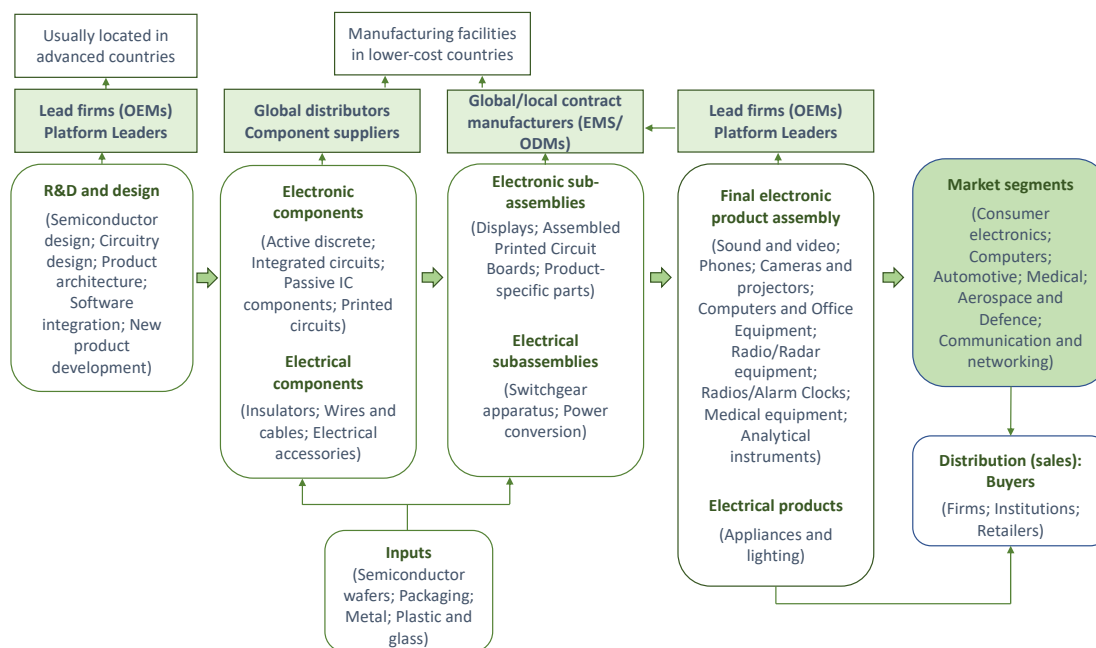 Usually located in
advanced countries
Manufacturing facilities
in lower-cost countries
Lead firms (OEMs)
Platform Leaders
Global distributors
Component suppliers
Global/local contract
manufacturers (EMS/
ODMs)
Lead firms (OEMs)
Platform Leaders
R&D and design
(Semiconductor
design; Circuitry
design; Product
architecture;
Software
integration; New
product
development)
Electronic
components
(Active discrete;
Integrated circuits;
Passive IC
components; Printed
circuits)
Electrical
components
(Insulators; Wires and
cables; Electrical
accessories)
Electronic sub-
assemblies
(Displays; Assembled
Printed Circuit
Boards; Product-
specific parts)
Electrical
subassemblies
(Switchgear
apparatus; Power
conversion)
Final electronic
product assembly
(Sound and video;
Phones; Cameras and
projectors;
Computers and Office
Equipment;
Radio/Radar
equipment;
Radios/Alarm Clocks;
Medical equipment;
Analytical
instruments)
Electrical products
(Appliances and
lighting)
Market segments
(Consumer
electronics;
Computers;
Automotive; Medical;
Aerospace and
Defence;
Communication and
networking)
Distribution (sales):
Buyers
(Firms; Institutions;
Retailers)
Inputs
(Semiconductor
wafers; Packaging;
Metal; Plastic and
glass)